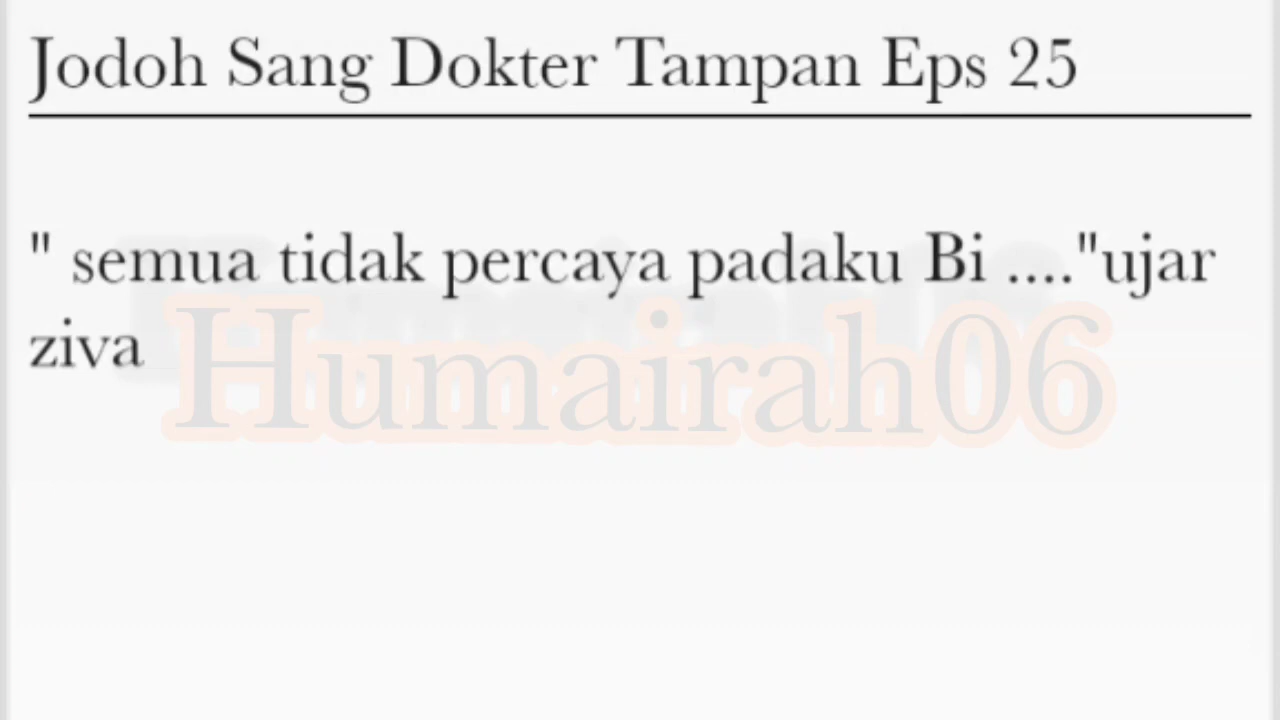 Jodoh Sang Dokter Tampan Eps 25
" semua tidak percaya padaku Bi ...."ujar
ziva
Humairah06